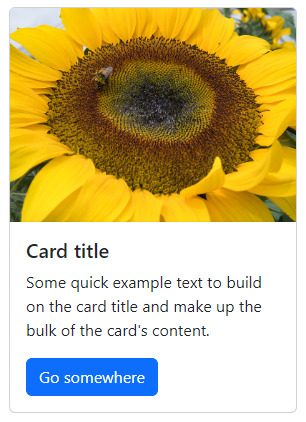 Card title
Some quick example text to build
on the card title and make up the
bulk of the card's content.
Go somewhere